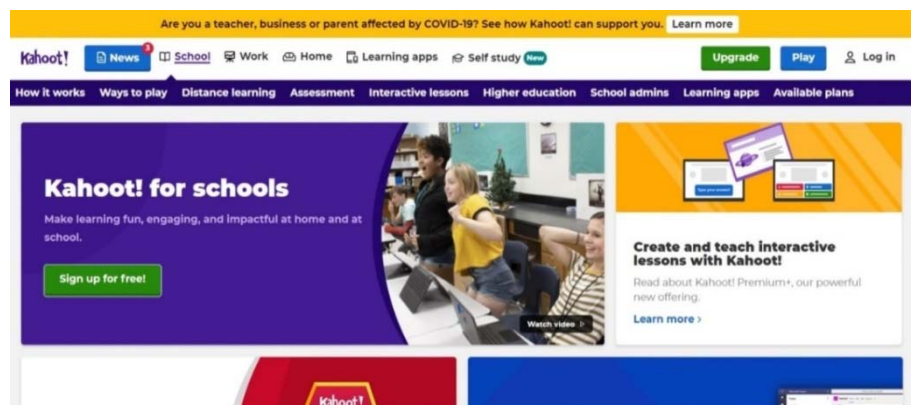 Are you a teacher, business or parent affected by COVID-19? See how Kahoot! can support you. Learn more
Kahoot! News 3 School Work Home Learning apps Self study New Upgrade Play Log in
How it works Ways to play Distance learning Assessment Interactive lessons Higher education School admins Learning apps Available plans
Kahoot! for schools
Make learning fun, engaging, and impactful at home and at
school.
Sign up for free!
Watch video
Type your answer!
Create and teach interactive
lessons with Kahoot!
Read about Kahoot! Premium+, our powerful
new offering.
Learn more >
Kahoot!